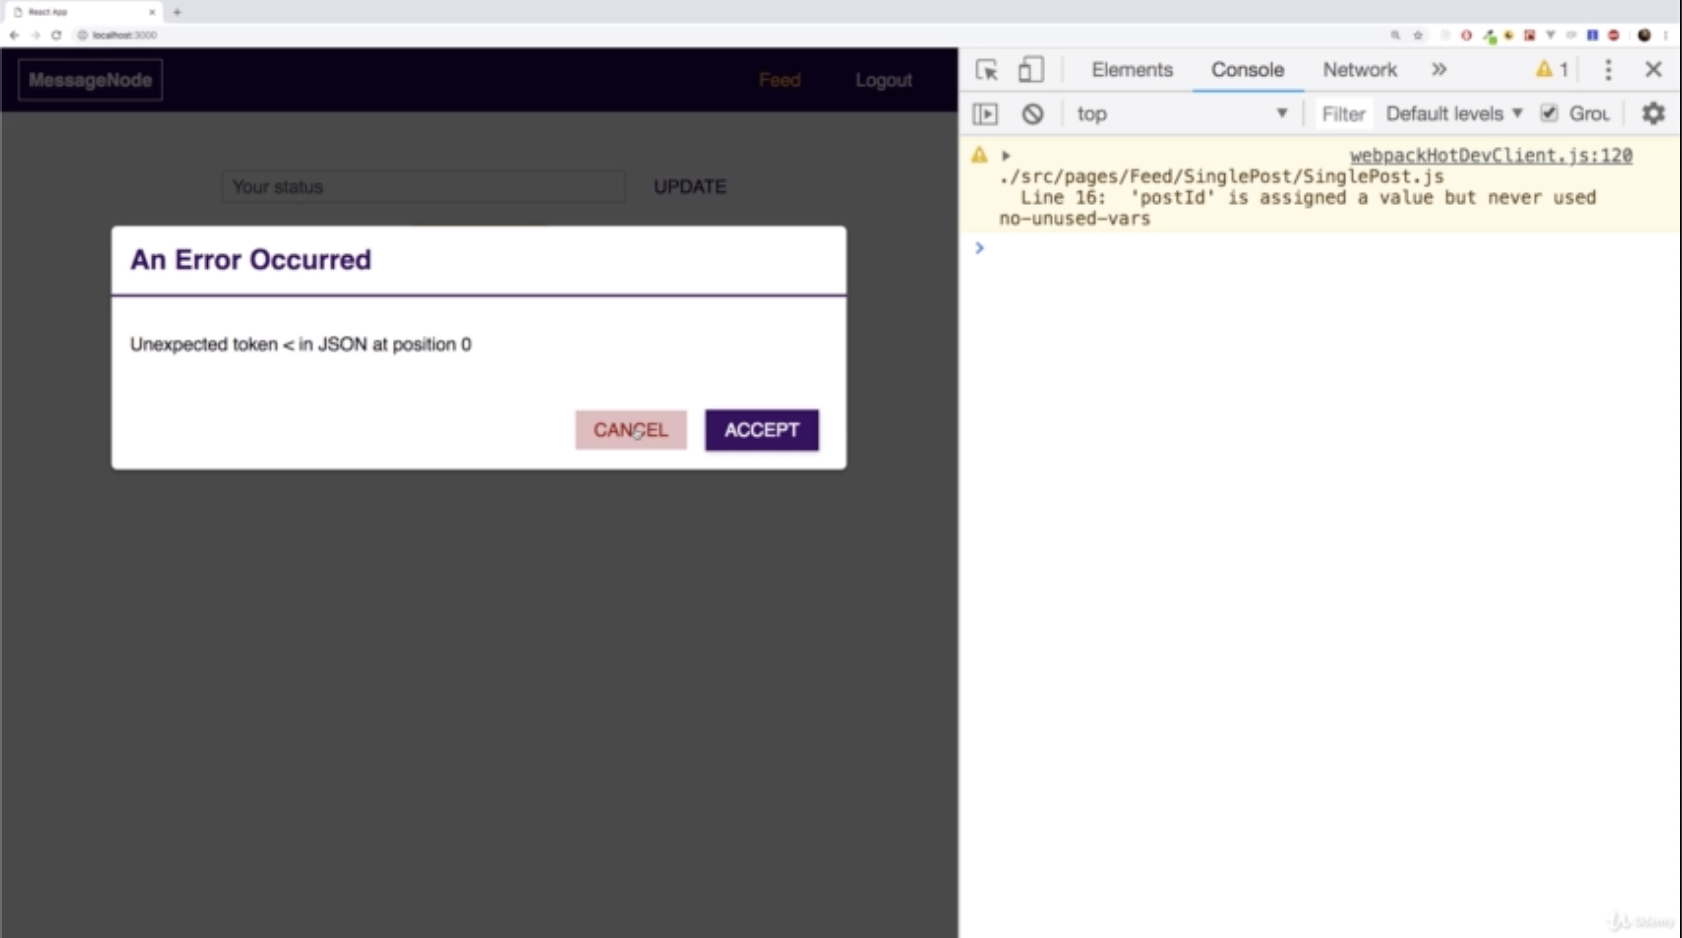 React App
localhost:3000
MessageNode
Feed
Logout
Your status
UPDATE
An Error Occurred
Unexpected token < in JSON at position 0
CANCEL
ACCEPT
Elements
Console
Network
1
top
Filter
Default levels
Grou
webpackHotDevClient.js:120
./src/pages/Feed/SinglePost/SinglePost.js
Line 16:  'postId' is assigned a value but never used
no-unused-vars
Udemy